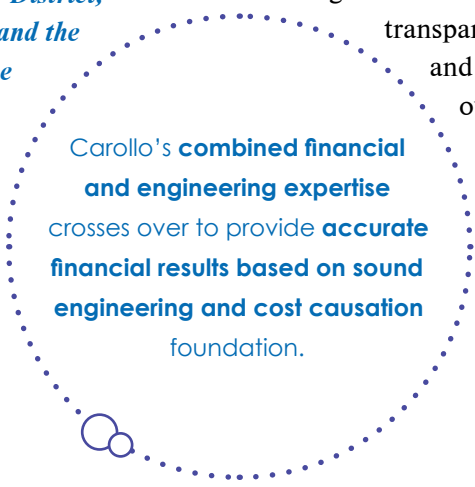 District,
and the
transpar
and
Carollo's combined financial
and engineering expertise
crosses over to provide accurate
financial results based on sound
engineering and cost causation
foundation.